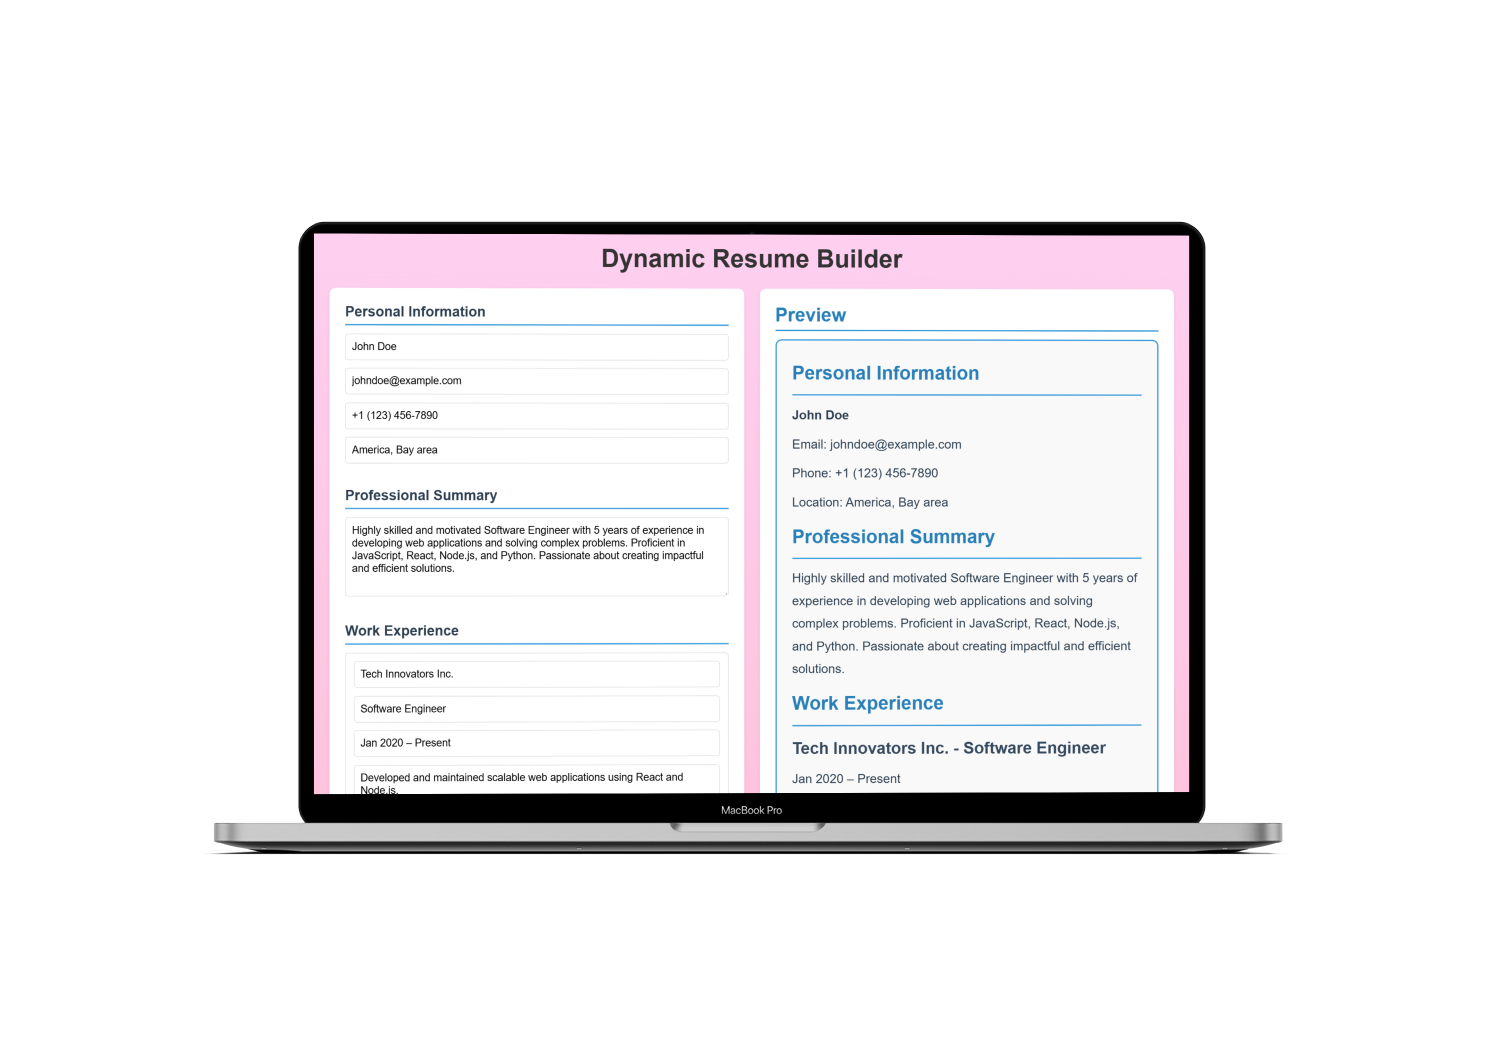 Dynamic Resume Builder
Personal Information
John Doe
johndoe@example.com
+1 (123) 456-7890
America, Bay area
Professional Summary
Highly skilled and motivated Software Engineer with 5 years of experience in
developing web applications and solving complex problems. Proficient in
JavaScript, React, Node.js, and Python. Passionate about creating impactful
and efficient solutions.
Work Experience
Tech Innovators Inc.
Software Engineer
Jan 2020 – Present
Developed and maintained scalable web applications using React and
Node.js.
Preview
Personal Information
John Doe
Email: johndoe@example.com
Phone: +1 (123) 456-7890
Location: America, Bay area
Professional Summary
Highly skilled and motivated Software Engineer with 5 years of
experience in developing web applications and solving
complex problems. Proficient in JavaScript, React, Node.js,
and Python. Passionate about creating impactful and efficient
solutions.
Work Experience
Tech Innovators Inc. - Software Engineer
Jan 2020 – Present
MacBook Pro